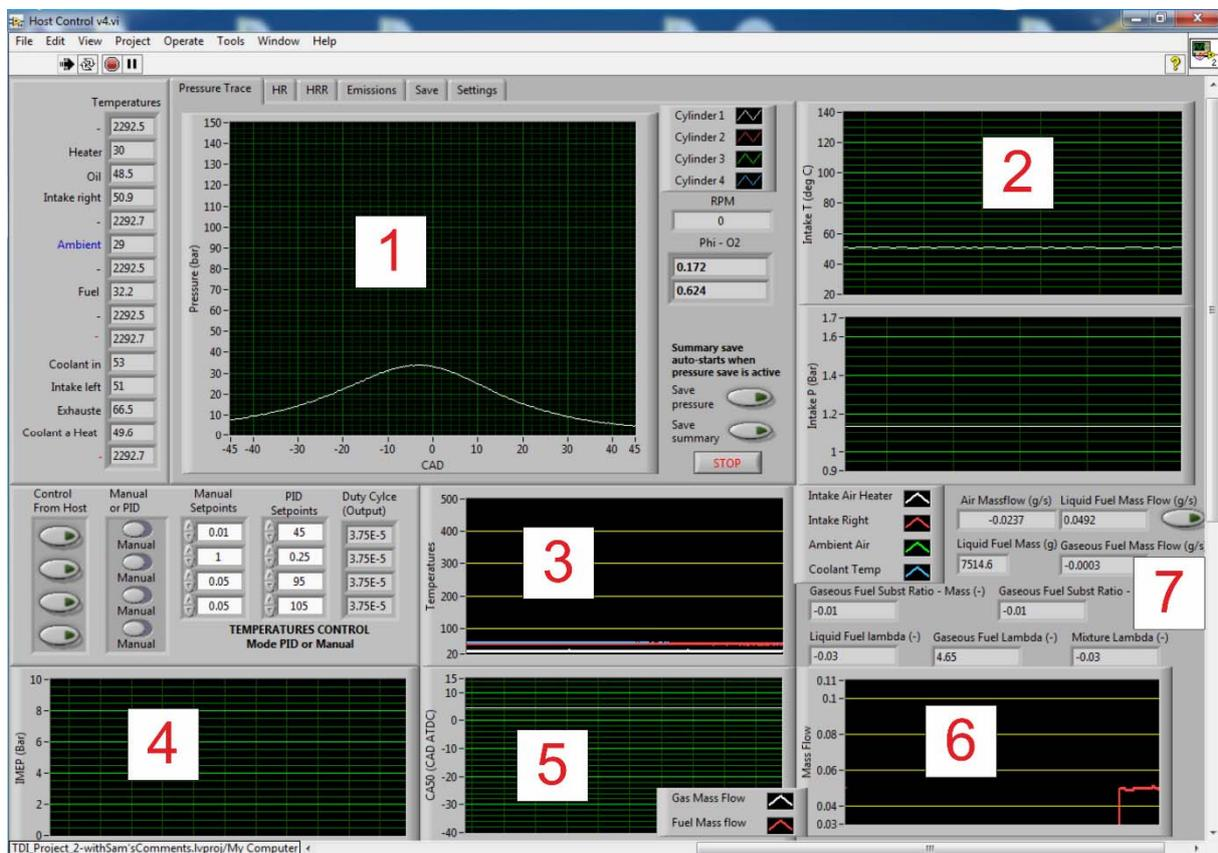 Host Control v4.vi
File Edit View Project Operate Tools Window Help
2
Temperatures
- 2292.5
Heater 30
Oil 48.5
Intake right 50.9
- 2292.7
Ambient 29
- 2292.5
Fuel 32.2
- 2292.5
- 2292.7
Coolant in 53
Intake left 51
Exhauste 66.5
Coolant a Heat 49.6
- 2292.7
Pressure Trace HR HRR Emissions Save Settings
Pressure (bar)
150
140
130
120
110
100
90
80
70
60
50
40
30
20
10
0
-45 -40 -30 -20 -10 0 10 20 30 40 45
CAD
1
Cylinder 1
Cylinder 2
Cylinder 3
Cylinder 4
RPM
0
Phi - O2
0.172
0.624
Summary save
auto-starts when
pressure save is active
Save
pressure
Save
summary
STOP
Intake T (deg C)
140
120
100
80
60
40
20
2
Intake P (Bar)
1.7
1.6
1.4
1.2
1
0.9
Control
From Host
Manual
or PID
Manual
Manual
Manual
Manual
Manual
Setpoints
0.01
1
0.05
0.05
PID
Setpoints
45
0.25
95
105
Duty Cylce
(Output)
3.75E-5
3.75E-5
3.75E-5
3.75E-5
TEMPERATURES CONTROL
Mode PID or Manual
Temperatures
500
400
300
200
100
20
3
Intake Air Heater
Intake Right
Ambient Air
Coolant Temp
Air Massflow (g/s) Liquid Fuel Mass Flow (g/s)
-0.0237 0.0492
Liquid Fuel Mass (g) Gaseous Fuel Mass Flow (g/s)
7514.6 -0.0003
7
Gaseous Fuel Subst Ratio - Mass (-) Gaseous Fuel Subst Ratio -
-0.01 -0.01
Liquid Fuel lambda (-) Gaseous Fuel Lambda (-) Mixture Lambda (-)
-0.03 4.65 -0.03
IMEP (Bar)
10
8
6
4
2
0
4
CA50 (CAD ATDC)
15
10
0
-10
-20
-30
-40
5
Gas Mass Flow
Fuel Mass flow
Mass Flow
0.11
0.1
0.08
0.06
0.04
0.03
6
TDI_Project_2-withSam'sComments.lvproj/My Computer